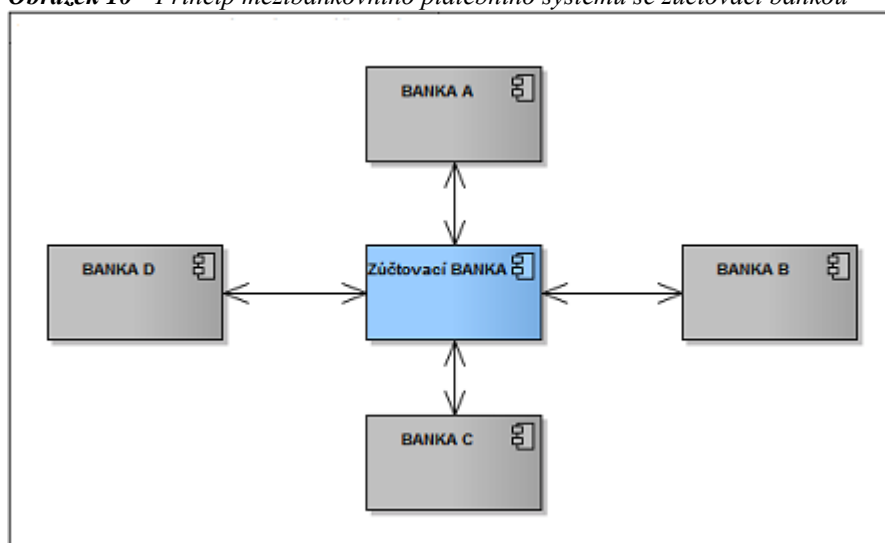 Obrázek 10 - Princip mezibankovního platebního systému se zúčtovací bankou
BANKA A
BANKA D
Zúčtovací BANKA
BANKA B
BANKA C